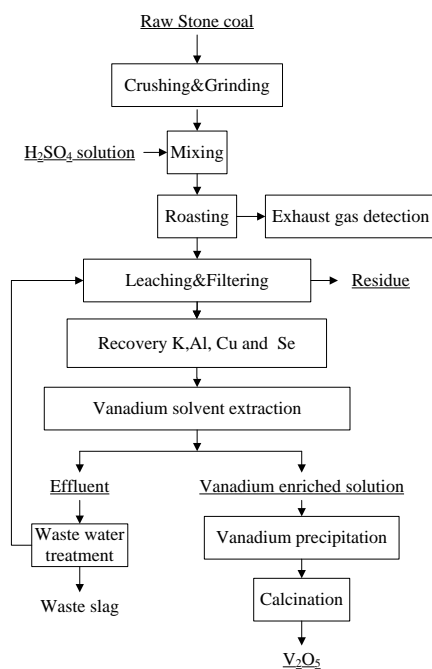 Raw Stone coal
Crushing&Grinding
H2SO4 solution
Mixing
Roasting
Exhaust gas detection
Leaching&Filtering
Residue
Recovery K,Al, Cu and Se
Vanadium solvent extraction
Effluent
Vanadium enriched solution
Waste water
treatment
Vanadium precipitation
Waste slag
Calcination
V2O5